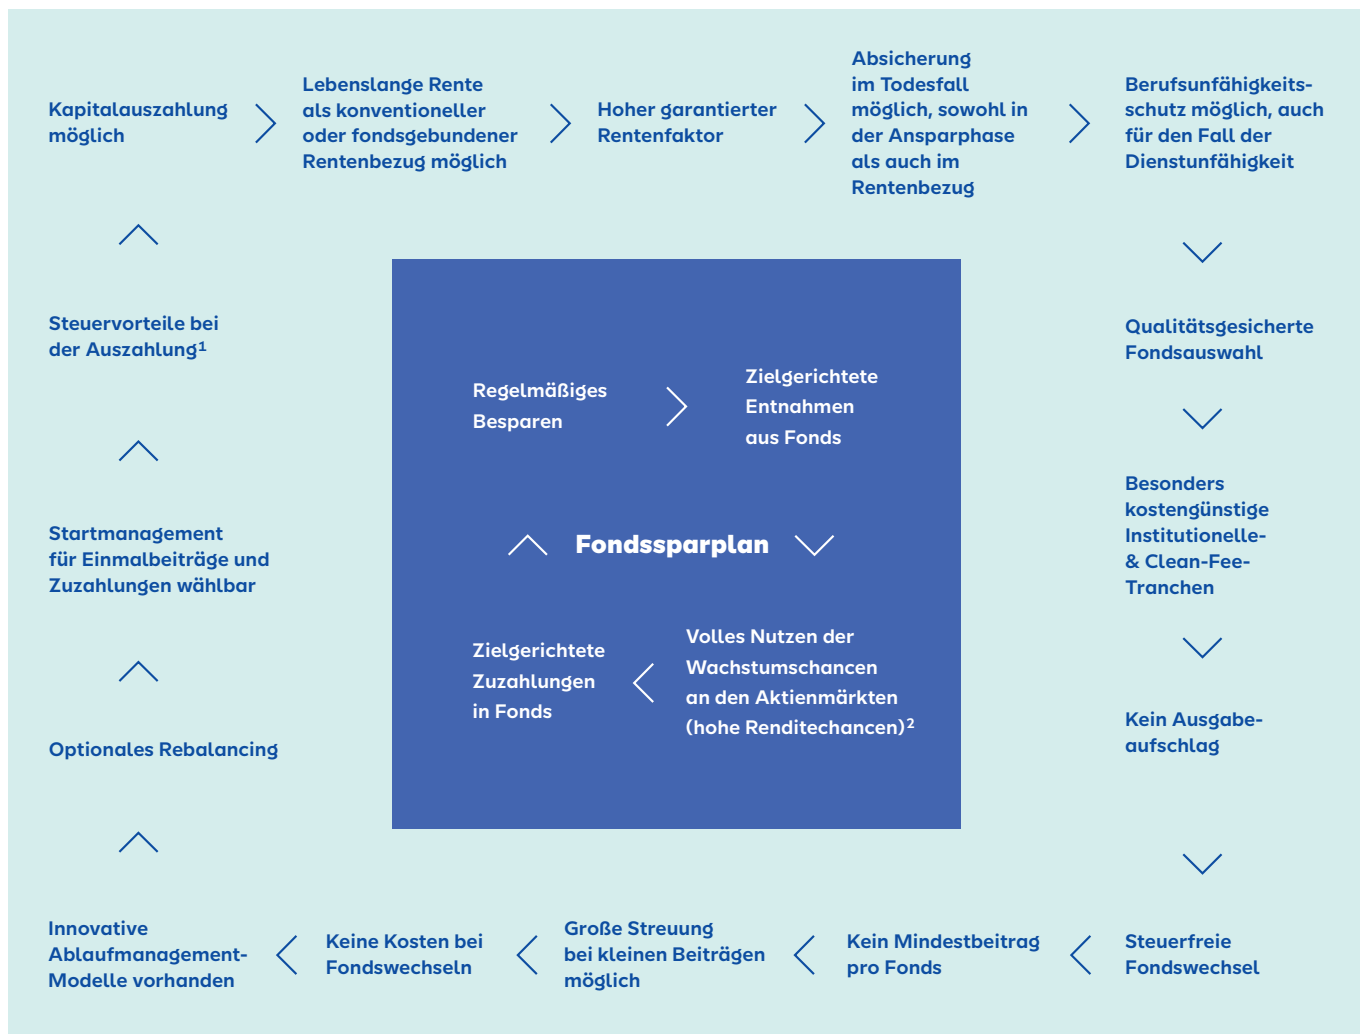 Kapitalauszahlung
möglich
Lebenslange Rente
als konventioneller
oder fondsgebundener
Rentenbezug möglich
Hoher garantierter
Rentenfaktor
Absicherung
im Todesfall
möglich, sowohl in
der Ansparphase
als auch im
Rentenbezug
Berufsunfähigkeits-
schutz möglich, auch
für den Fall der
Dienstunfähigkeit
Qualitätsgesicherte
Fondsauswahl
Besonders
kostengünstige
Institutionelle-
& Clean-Fee-
Tranchen
Kein Ausgabe-
aufschlag
Steuerfreie
Fondswechsel
Kein Mindestbeitrag
pro Fonds
Große Streuung
bei kleinen Beiträgen
möglich
Keine Kosten bei
Fondswechseln
Innovative
Ablaufmanagement-
Modelle vorhanden
Optionales Rebalancing
Startmanagement
für Einmalbeiträge und
Zuzahlungen wählbar
Steuervorteile bei
der Auszahlung¹
Regelmäßiges
Besparen
Zielgerichtete
Entnahmen
aus Fonds
Fondssparplan
Volles Nutzen der
Wachstumschancen
an den Aktienmärkten
(hohe Renditechancen)²
Zielgerichtete
Zuzahlungen
in Fonds